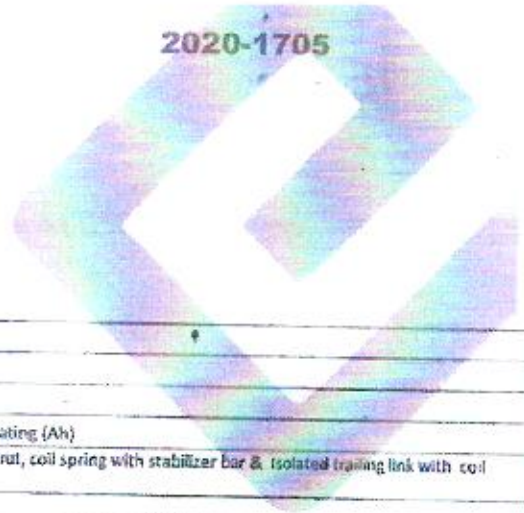 2020-1705
ating (Ah)
rut, coil spring with stabilizer bar & isolated trailing link with coil